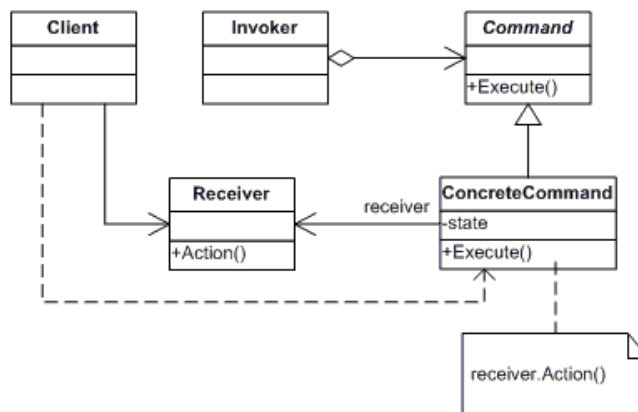 Client
Invoker
Command
+Execute()
Receiver
+Action()
receiver
ConcreteCommand
-state
+Execute()
receiver.Action()